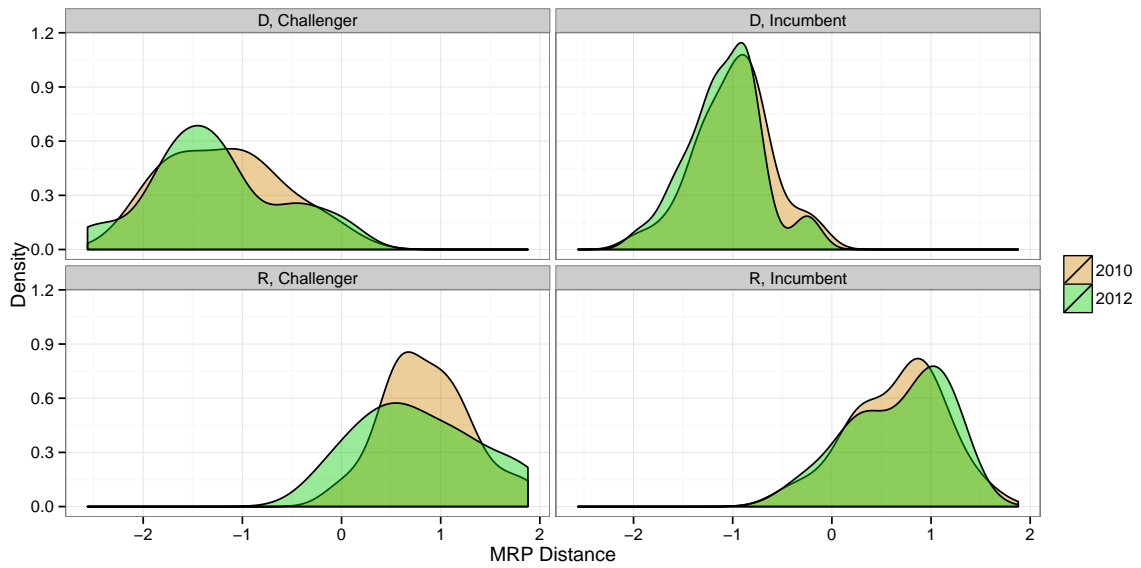 D, Challenger
D, Incumbent
1.2
0.9
0.6
0.3
0.0
R, Challenger
R, Incumbent
1.2
0.9
0.6
0.3
0.0
Density
−2 −1 0 1 2
−2 −1 0 1 2
MRP Distance
2010
2012